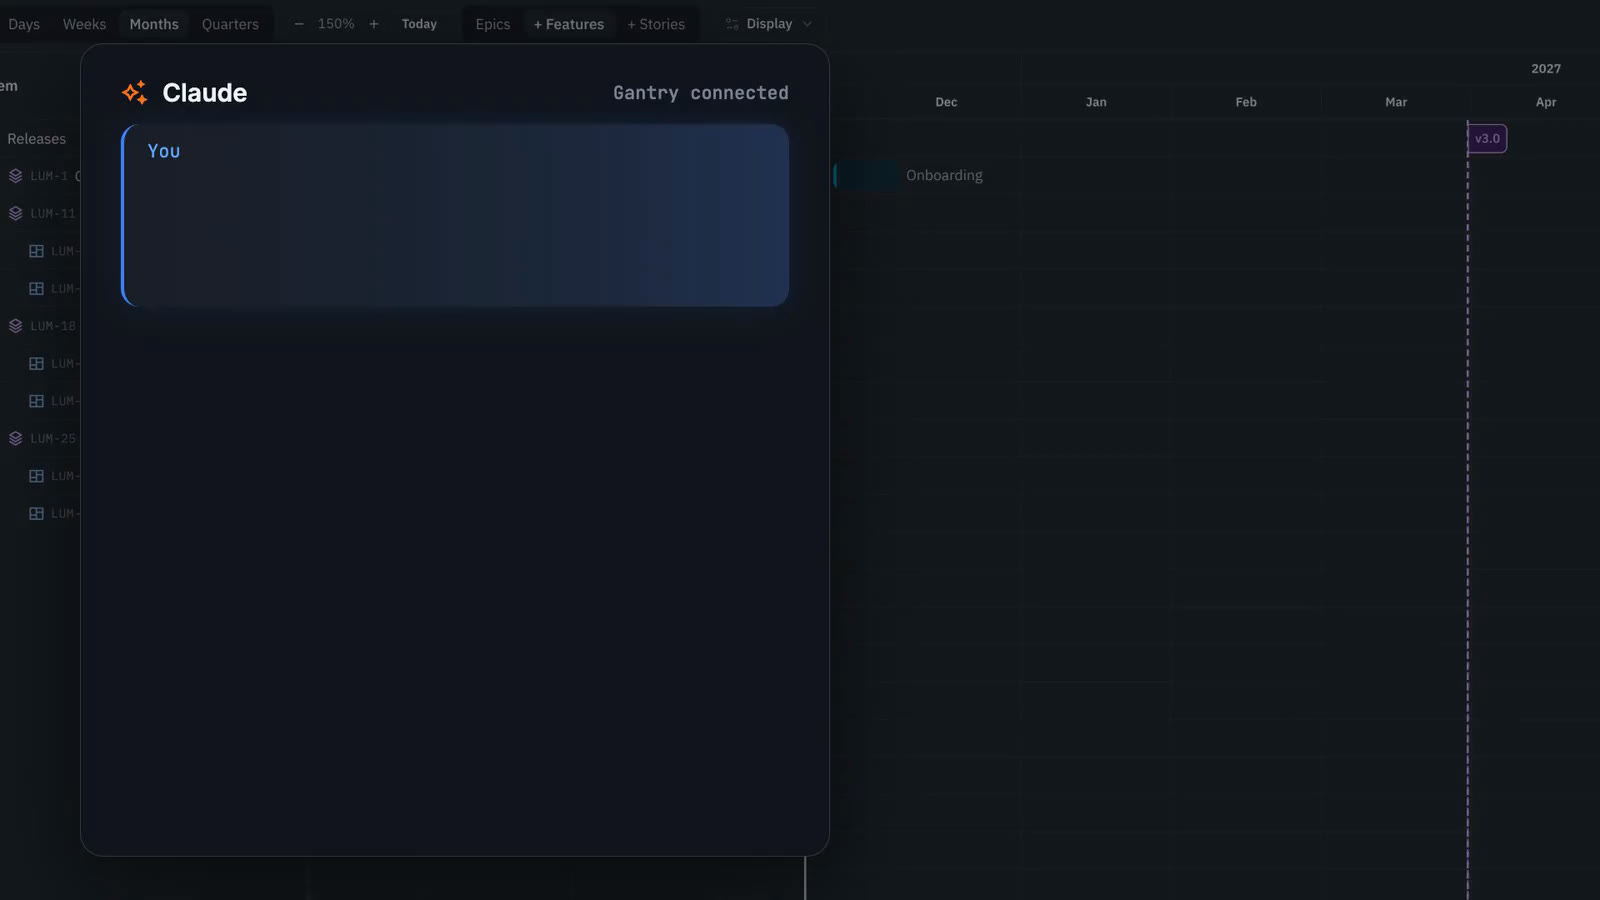 Days Weeks Months Quarters − 150% + Today Epics + Features + Stories Display
2027
em
Dec Jan Feb Mar Apr
Claude Gantry connected
You
Releases
v3.0
LUM-1
Onboarding
LUM-11
LUM-
LUM-
LUM-18
LUM-
LUM-
LUM-25
LUM-
LUM-